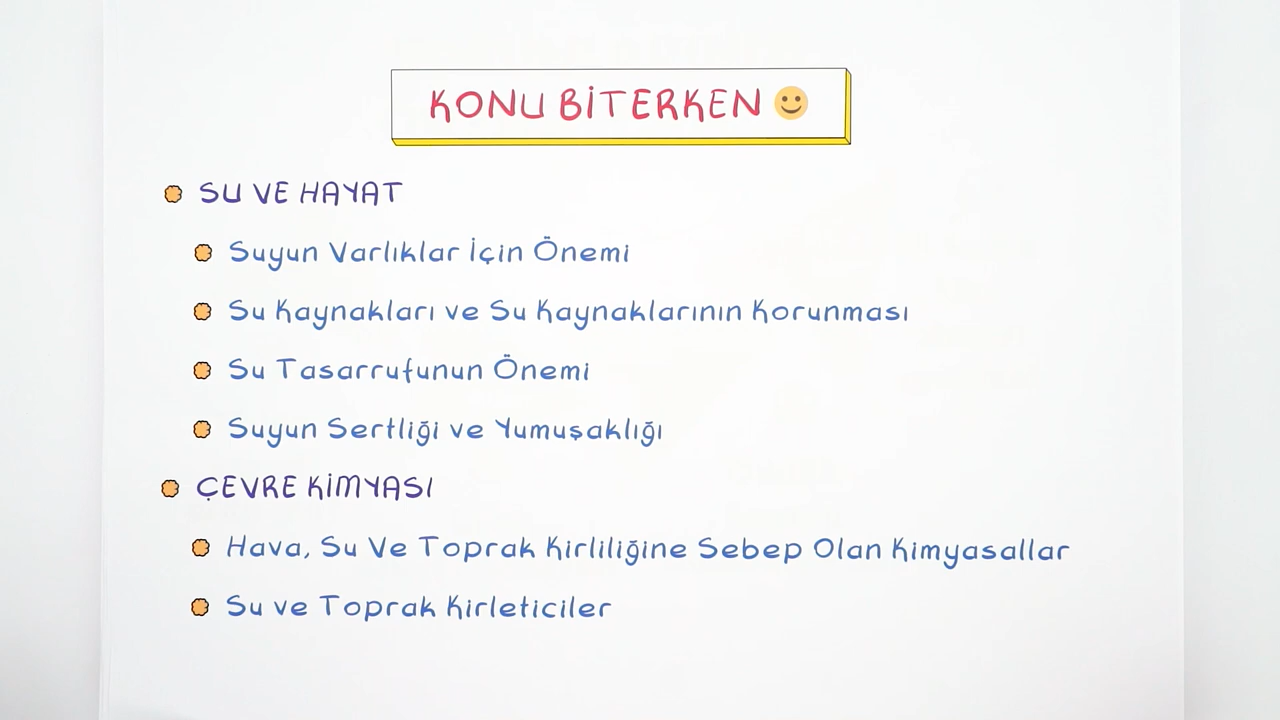 KONU BİTERKEN
SU VE HAYAT
Suyun Varlıklar İçin Önemi
Su Kaynakları ve Su Kaynaklarının Korunması
Su Tasarrufunun Önemi
Suyun Sertliği ve Yumuşaklığı
ÇEVRE KİMYASI
Hava, Su Ve Toprak Kirliliğine Sebep Olan Kimyasallar
Su ve Toprak Kirleticiler